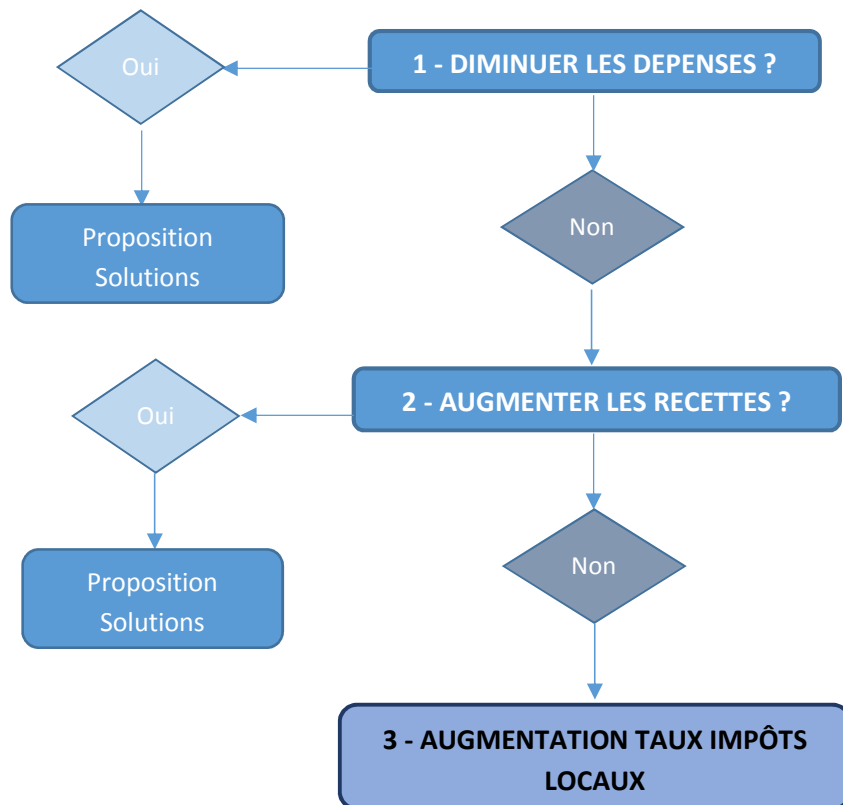 Oui
1 - DIMINUER LES DEPENSES ?
Proposition
Solutions
Non
Oui
2 - AUGMENTER LES RECETTES ?
Proposition
Solutions
Non
3 - AUGMENTATION TAUX IMPÔTS
LOCAUX